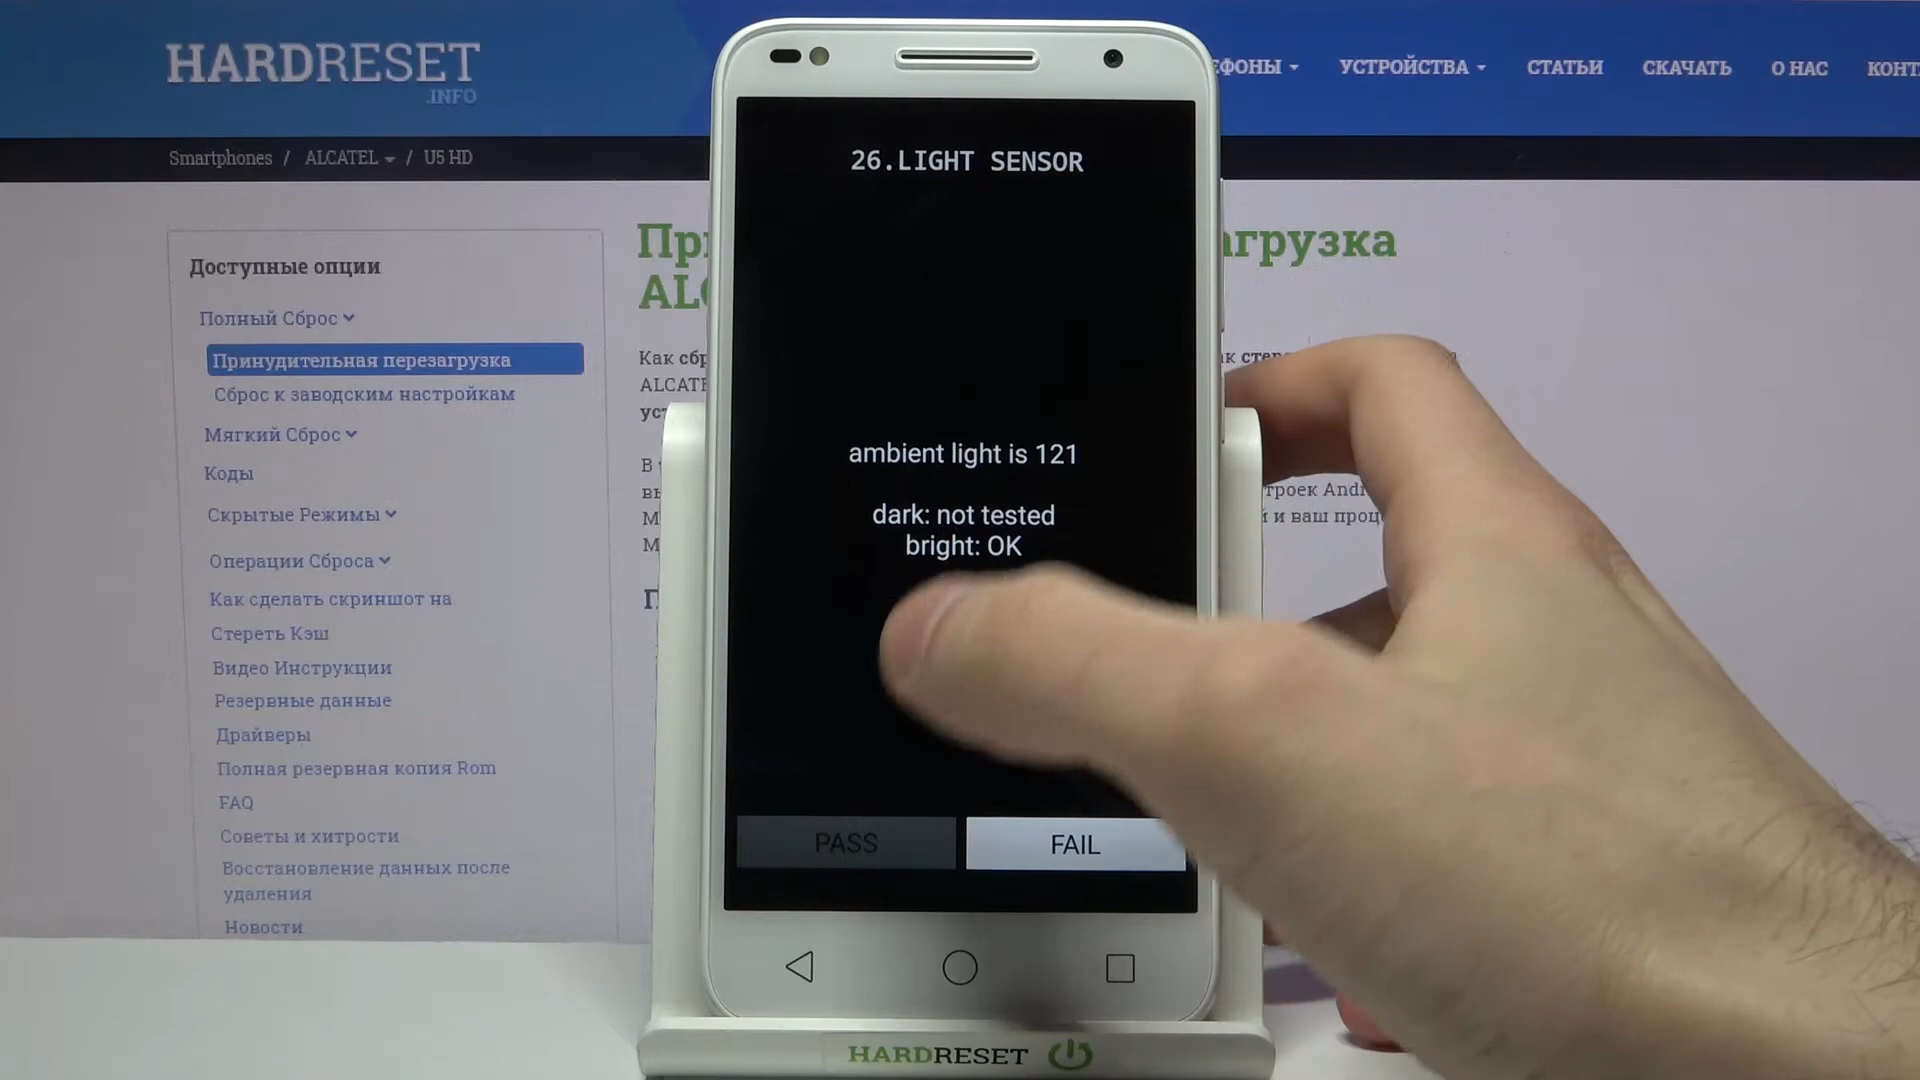 HARDRESET
.INFO
УСТРОЙСТВА
СТАТЬИ
СКАЧАТЬ
О НАС
Smartphones / ALCATEL / U5 HD
Доступные опции
Полный Сброс
Принудительная перезагрузка
Сброс к заводским настройкам
Мягкий Сброс
Коды
Скрытые Режимы
Операции Сброса
Как сделать скриншот на
Стереть Кэш
Видео Инструкции
Резервные данные
Драйверы
Полная резервная копия Rom
FAQ
Советы и хитрости
Восстановление данных после
удаления
Новости
Как
26.LIGHT SENSOR
ambient light is 121
dark: not tested
bright: OK
PASS
FAIL
и ваш
HARDRESET